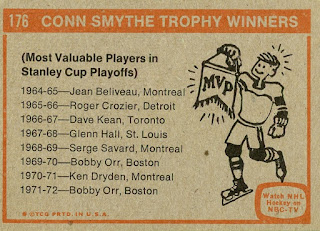 176 CONN SMYTHE TROPHY WINNERS
(Most Valuable Players in
Stanley Cup Playoffs)
1964-65—Jean Beliveau, Montreal
1965-66—Roger Crozier, Detroit
1966-67—Dave Kean, Toronto
1967-68—Glenn Hall, St. Louis
1968-69—Serge Savard, Montreal
1969-70—Bobby Orr, Boston
1970-71—Ken Dryden, Montreal
1971-72—Bobby Orr, Boston
MVP
Watch NHL
Hockey on
NBC-TV
© OTCG PRTD. IN U.S.A.